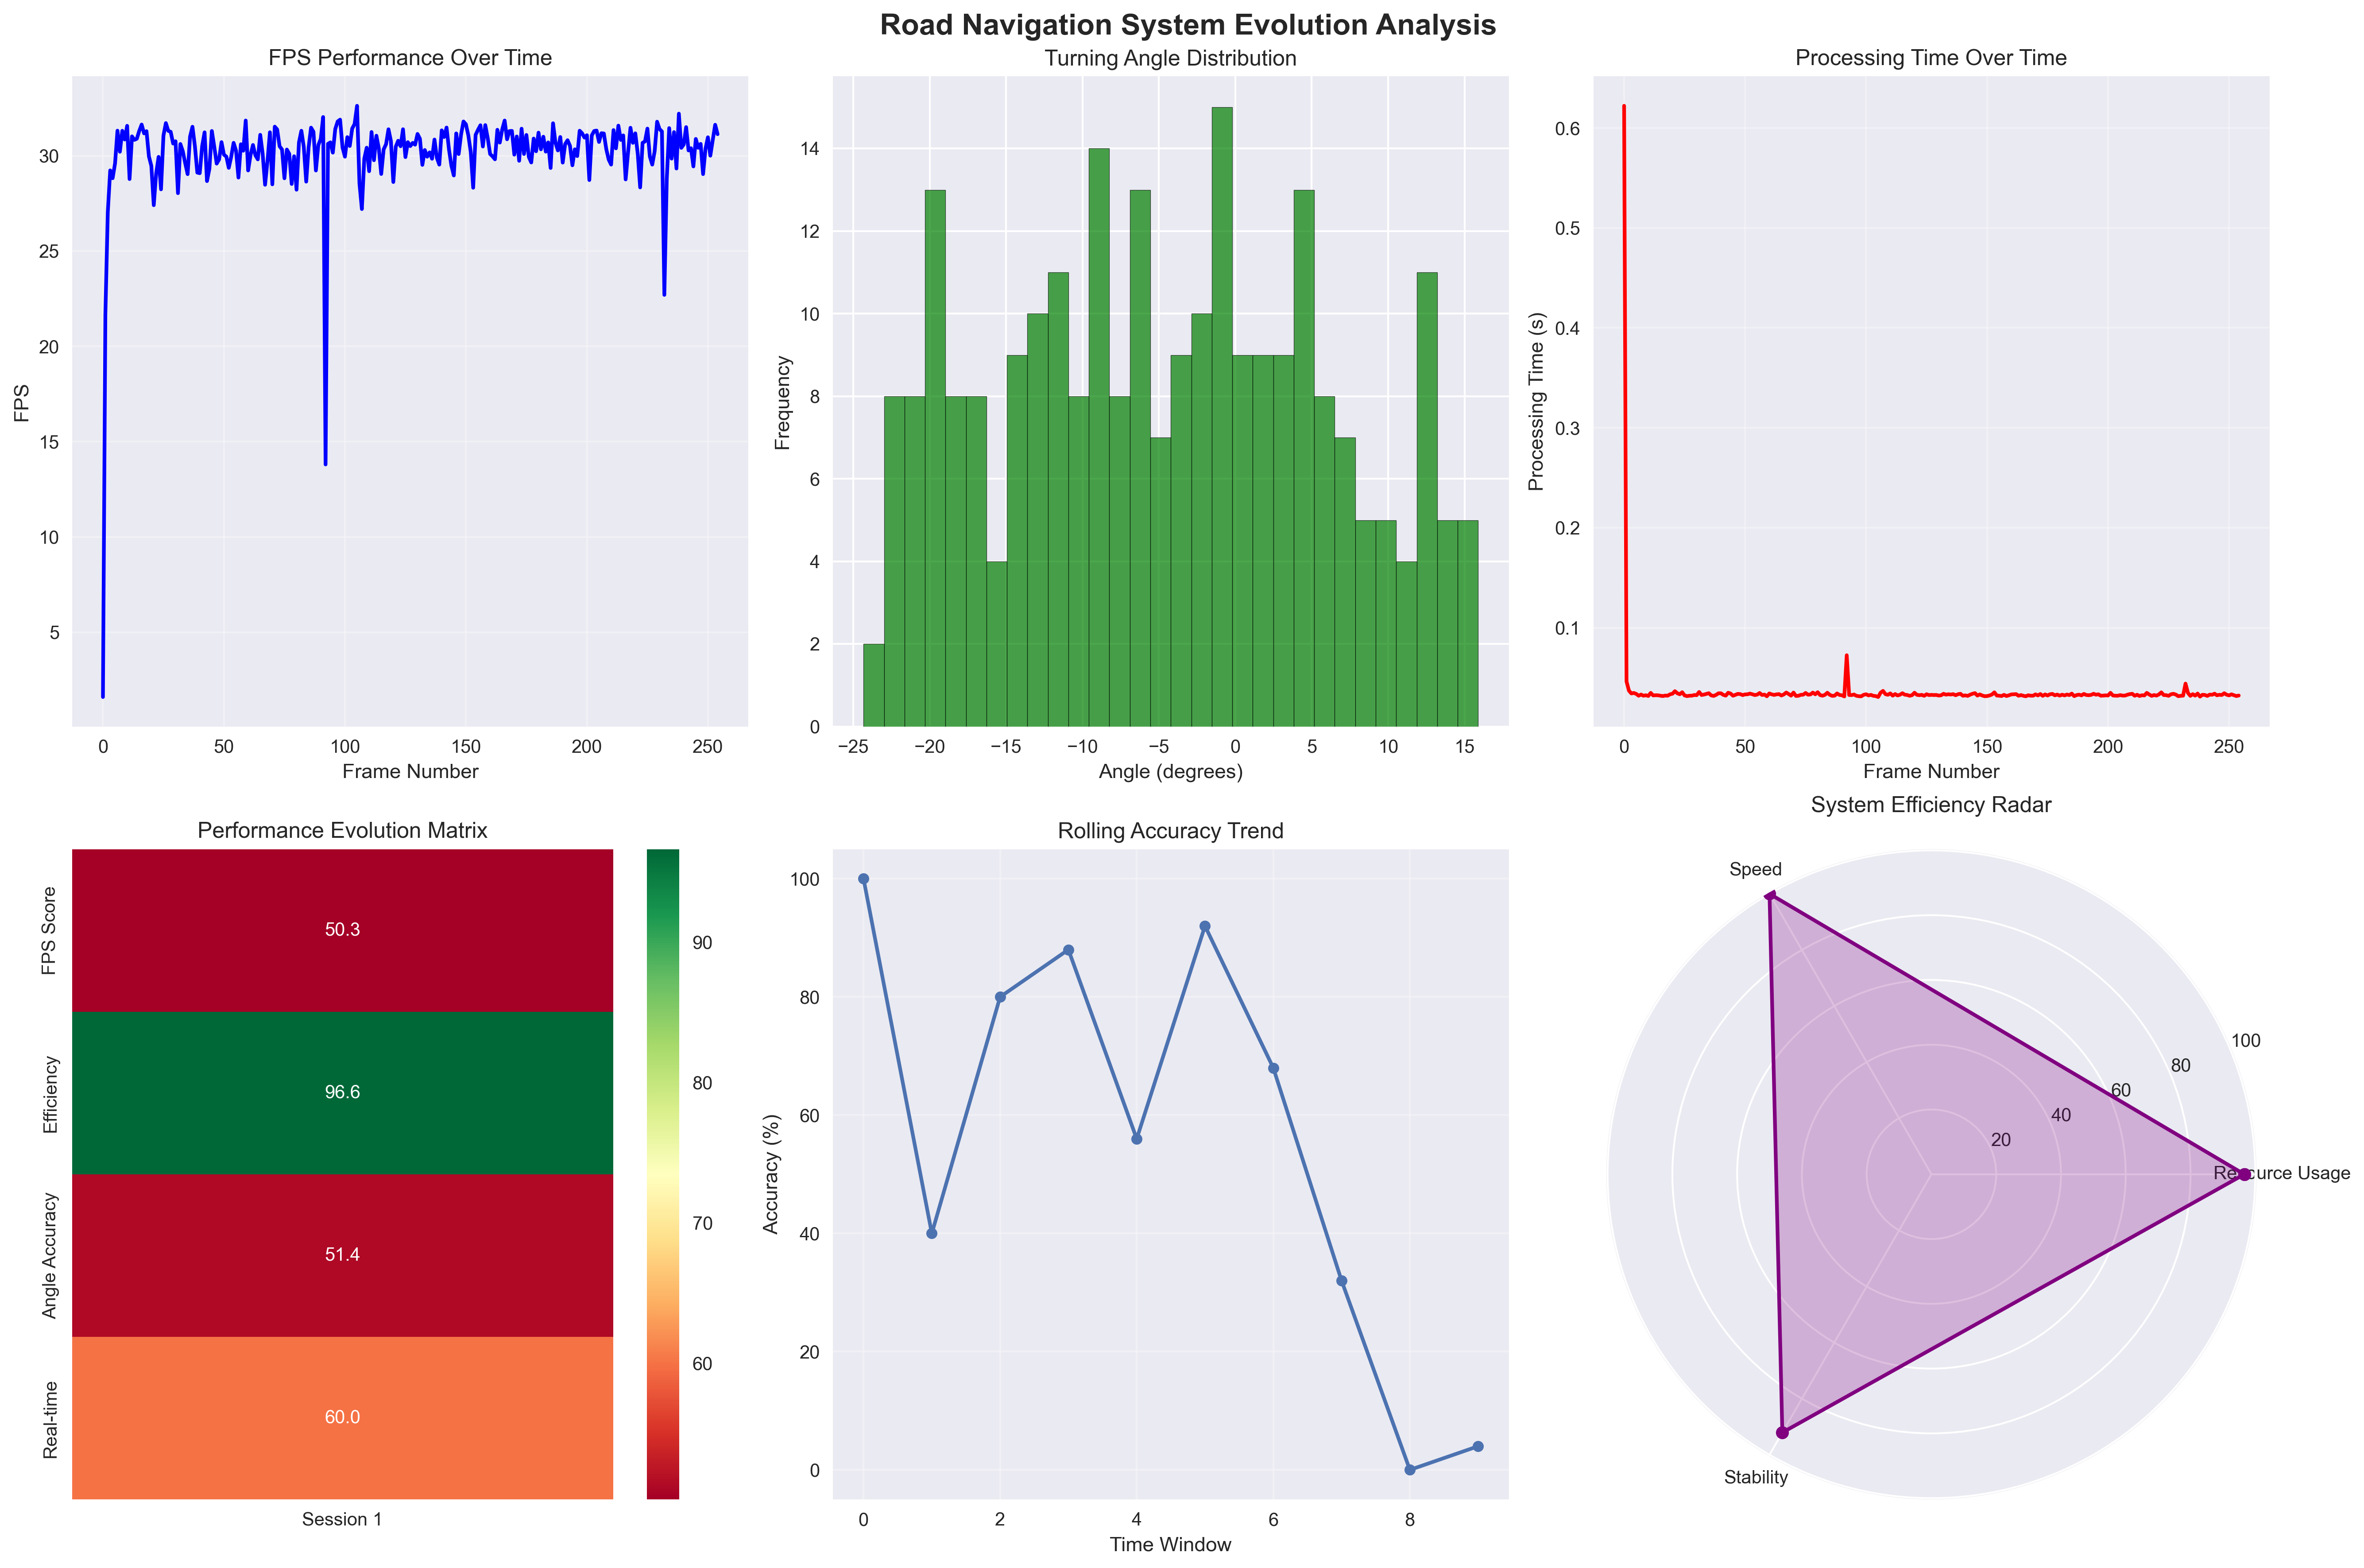 Road Navigation System Evolution Analysis
FPS Performance Over Time
FPS
30
25
20
15
10
5
0 50 100 150 200 250
Frame Number
Turning Angle Distribution
Frequency
14
12
10
8
6
4
2
0
−25 −20 −15 −10 −5 0 5 10 15
Angle (degrees)
Processing Time Over Time
Processing Time (s)
0.6
0.5
0.4
0.3
0.2
0.1
0 50 100 150 200 250
Frame Number
Performance Evolution Matrix
FPS Score
50.3
Efficiency
96.6
Angle Accuracy
51.4
Real-time
60.0
Session 1
90
80
70
60
Rolling Accuracy Trend
Accuracy (%)
100
80
60
40
20
0
0 2 4 6 8
Time Window
System Efficiency Radar
Speed
100
80
60
40
20
Resource Usage
Stability